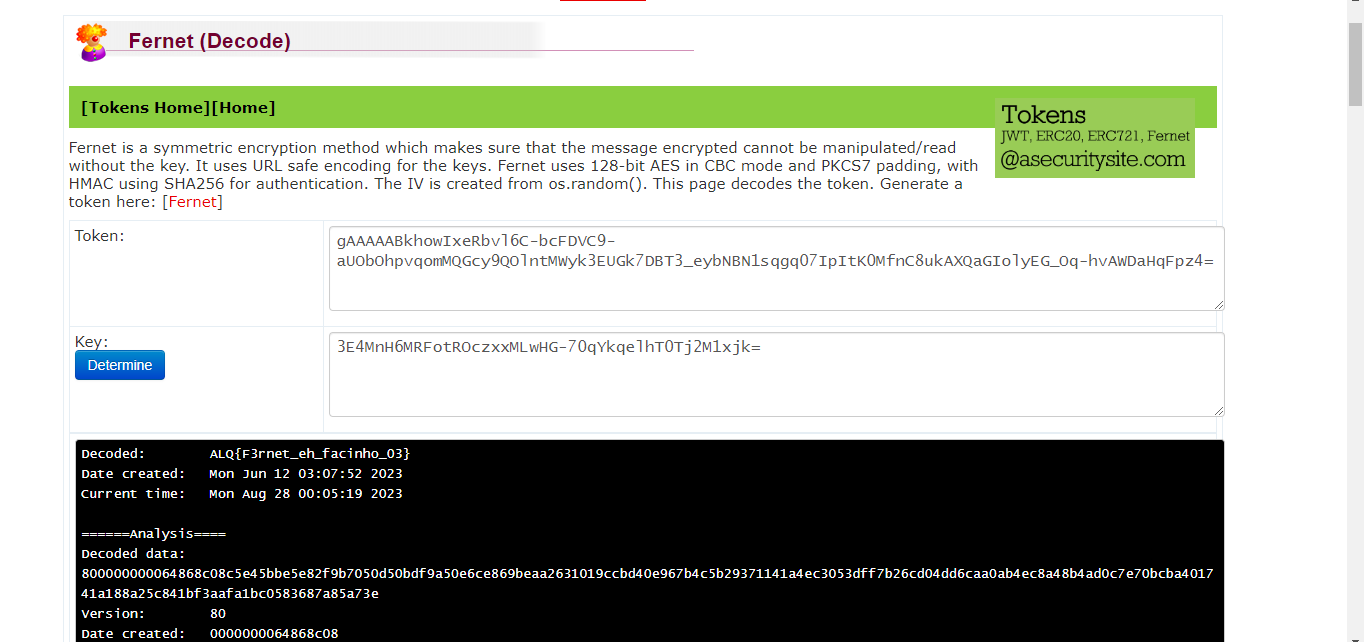 Fernet (Decode)
[Tokens Home][Home]
Tokens
JWT, ERC20, ERC721, Fernet
@asecuritysite.com
Fernet is a symmetric encryption method which makes sure that the message encrypted cannot be manipulated/read
without the key. It uses URL safe encoding for the keys. Fernet uses 128-bit AES in CBC mode and PKCS7 padding, with
HMAC using SHA256 for authentication. The IV is created from os.random(). This page decodes the token. Generate a
token here: [Fernet]
Token:
gAAAAABkhowIxeRbvl6C-bcFDVC9-
aUObOhpvqomMQGcy9QOlntMWyk3EUGk7DBT3_eybNBN1sqgq07IpItK0MfnC8ukAXQaGIolyEG_Oq-hvAWDaHqFpz4=
Key:
Determine
3E4MnH6MRFotROczxxMLwHG-7OqYkqelhT0Tj2M1xjk=
Decoded: ALQ{F3rnet_eh_facinho_03}
Date created: Mon Jun 12 03:07:52 2023
Current time: Mon Aug 28 00:05:19 2023
======Analysis====
Decoded data:
800000000064868c08c5e45bbe5e82f9b7050d50bdf9a50e6ce869beaa2631019ccbd40e967b4c5b29371141a4ec3053dff7b26cd04dd6caa0ab4ec8a48b4ad0c7e70bcba4017
41a188a25c841bf3aafa1bc0583687a85a73e
Version: 80
Date created: 0000000064868c08